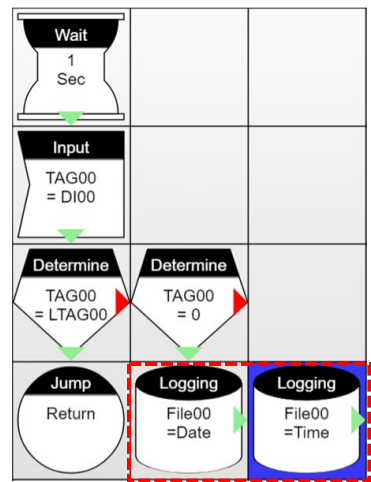 Wait
1
Sec
Input
TAG00
= DI00
Determine
TAG00
= LTAG00
Determine
TAG00
= 0
Jump
Return
Logging
File00
=Date
Logging
File00
=Time